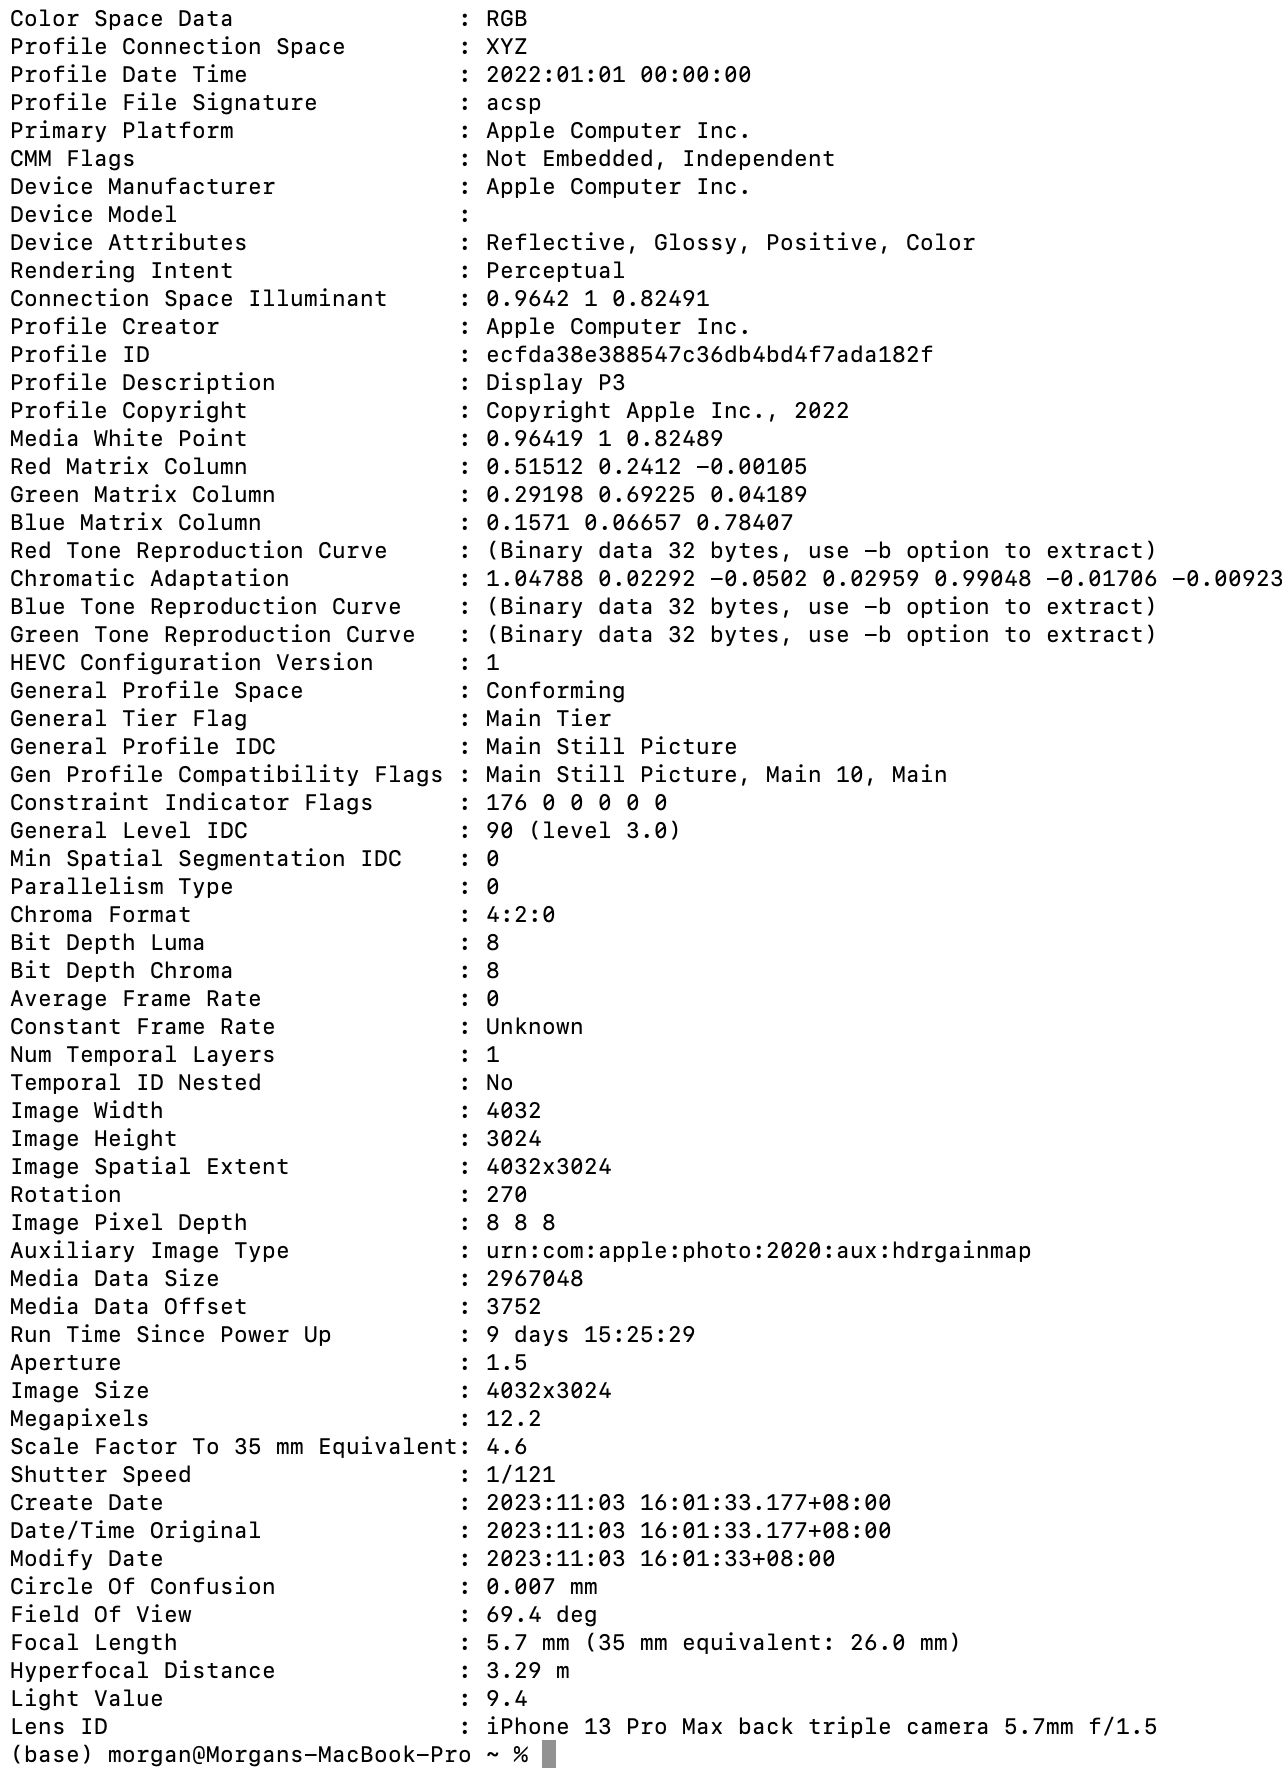 Color Space Data                : RGB
Profile Connection Space        : XYZ
Profile Date Time               : 2022:01:01 00:00:00
Profile File Signature          : acsp
Primary Platform                : Apple Computer Inc.
CMM Flags                       : Not Embedded, Independent
Device Manufacturer             : Apple Computer Inc.
Device Model                    :
Device Attributes               : Reflective, Glossy, Positive, Color
Rendering Intent                : Perceptual
Connection Space Illuminant     : 0.9642 1 0.82491
Profile Creator                 : Apple Computer Inc.
Profile ID                      : ecfda38e388547c36db4bd4f7ada182f
Profile Description             : Display P3
Profile Copyright               : Copyright Apple Inc., 2022
Media White Point               : 0.96419 1 0.82489
Red Matrix Column               : 0.51512 0.2412 -0.00105
Green Matrix Column             : 0.29198 0.69225 0.04189
Blue Matrix Column              : 0.1571 0.06657 0.78407
Red Tone Reproduction Curve     : (Binary data 32 bytes, use -b option to extract)
Chromatic Adaptation            : 1.04788 0.02292 -0.0502 0.02959 0.99048 -0.01706 -0.00923
Blue Tone Reproduction Curve    : (Binary data 32 bytes, use -b option to extract)
Green Tone Reproduction Curve   : (Binary data 32 bytes, use -b option to extract)
HEVC Configuration Version      : 1
General Profile Space           : Conforming
General Tier Flag               : Main Tier
General Profile IDC             : Main Still Picture
Gen Profile Compatibility Flags : Main Still Picture, Main 10, Main
Constraint Indicator Flags      : 176 0 0 0 0 0
General Level IDC               : 90 (level 3.0)
Min Spatial Segmentation IDC    : 0
Parallelism Type                : 0
Chroma Format                   : 4:2:0
Bit Depth Luma                  : 8
Bit Depth Chroma                : 8
Average Frame Rate              : 0
Constant Frame Rate             : Unknown
Num Temporal Layers             : 1
Temporal ID Nested              : No
Image Width                     : 4032
Image Height                    : 3024
Image Spatial Extent            : 4032x3024
Rotation                        : 270
Image Pixel Depth               : 8 8 8
Auxiliary Image Type            : urn:com:apple:photo:2020:aux:hdrgainmap
Media Data Size                 : 2967048
Media Data Offset               : 3752
Run Time Since Power Up         : 9 days 15:25:29
Aperture                        : 1.5
Image Size                      : 4032x3024
Megapixels                      : 12.2
Scale Factor To 35 mm Equivalent: 4.6
Shutter Speed                   : 1/121
Create Date                     : 2023:11:03 16:01:33.177+08:00
Date/Time Original              : 2023:11:03 16:01:33.177+08:00
Modify Date                     : 2023:11:03 16:01:33+08:00
Circle Of Confusion             : 0.007 mm
Field Of View                   : 69.4 deg
Focal Length                    : 5.7 mm (35 mm equivalent: 26.0 mm)
Hyperfocal Distance             : 3.29 m
Light Value                     : 9.4
Lens ID                         : iPhone 13 Pro Max back triple camera 5.7mm f/1.5
(base) morgan@Morgans-MacBook-Pro ~ %